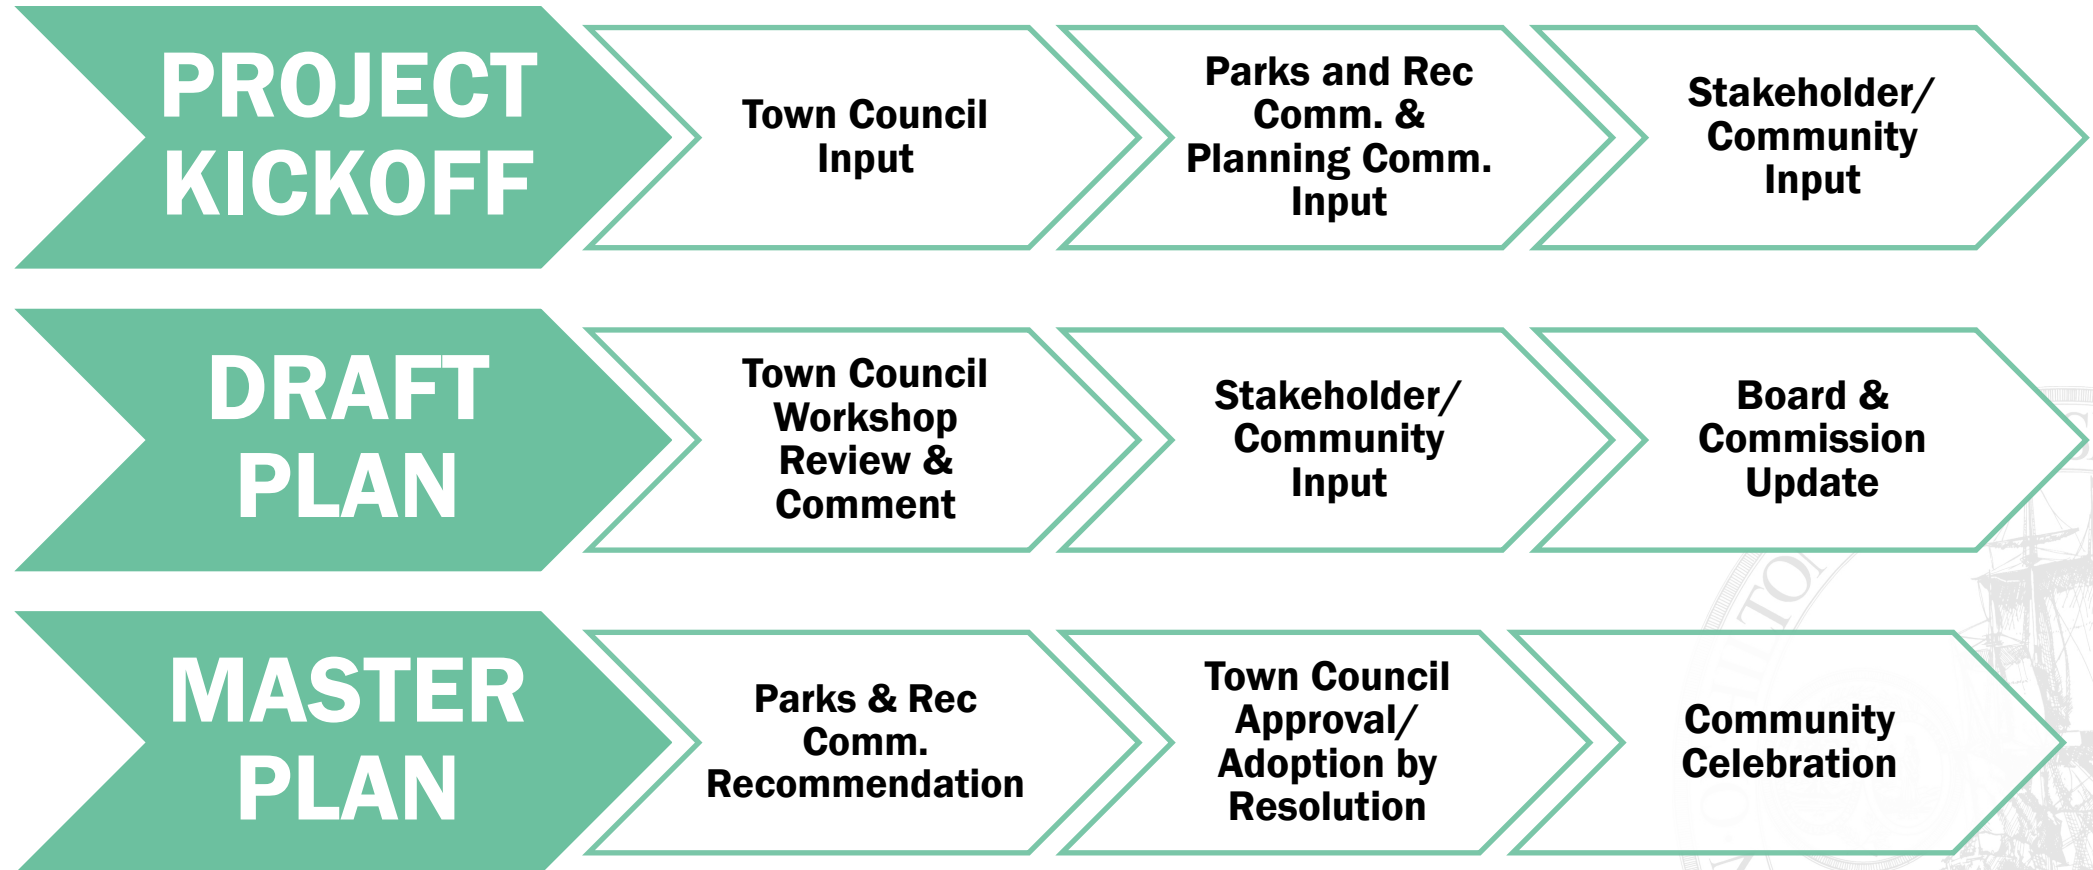 PROJECT
KICKOFF
Town Council
Input
Parks and Rec
Comm. &
Planning Comm.
Input
Stakeholder/
Community
Input
DRAFT
PLAN
Town Council
Workshop
Review &
Comment
Stakeholder/
Community
Input
Board &
Commission
Update
MASTER
PLAN
Parks & Rec
Comm.
Recommendation
Town Council
Approval/
Adoption by
Resolution
Community
Celebration